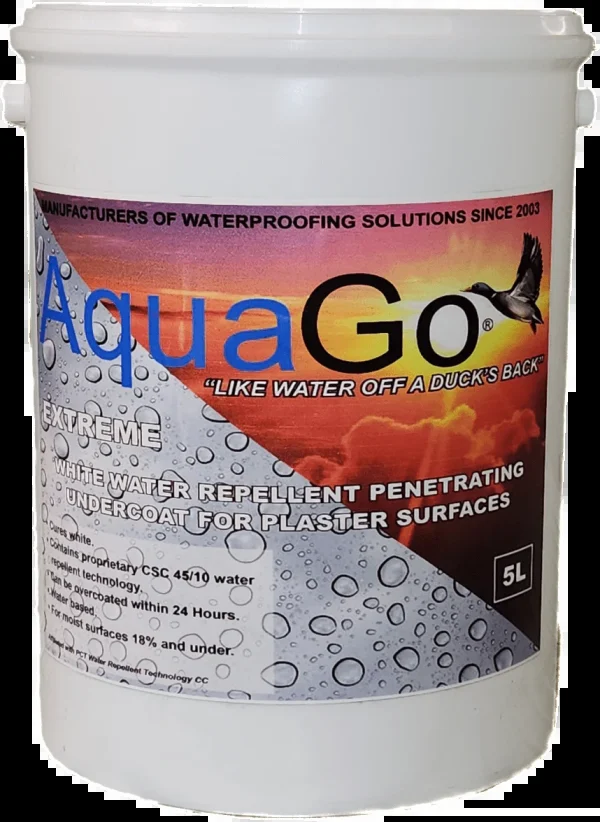 MANUFACTURERS OF WATERPROOFING SOLUTIONS SINCE 2003
AquaGo®
“LIKE WATER OFF A DUCK'S BACK”
EXTREME
WHITE WATER REPELLENT PENETRATING
UNDERCOAT FOR PLASTER SURFACES
5L
Cures white.
Contains proprietary CSC 45/10 water
repellent technology.
Can be overcoated within 24 Hours.
Water based.
For moist surfaces 18% and under.
with PCT Water Repellent Technology CC